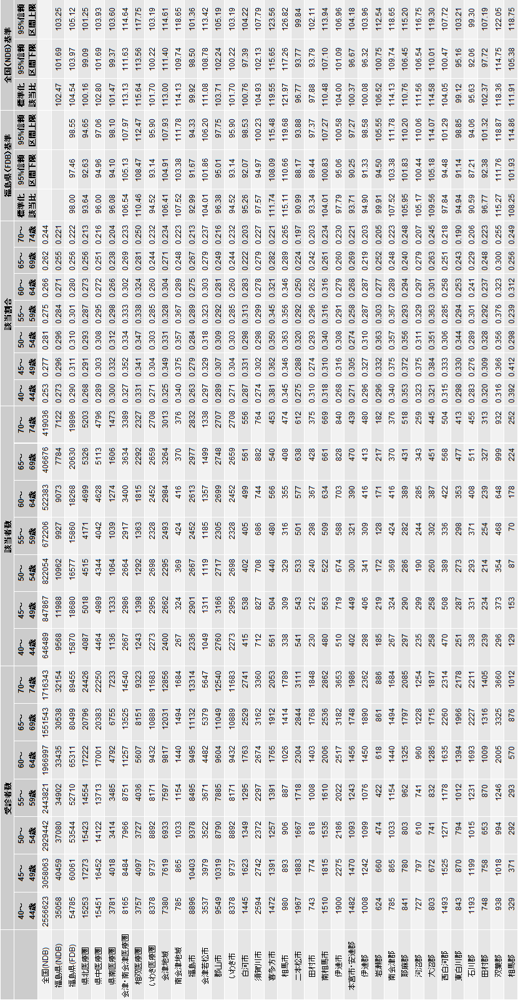 受診者数 該当者数 該当割合 福島県(FDB)基準 全国(NDB)基準
40～44歳 45～49歳 50～54歳 55～59歳 60～64歳 65～69歳 70～74歳 40～44歳 45～49歳 50～54歳 55～59歳 60～64歳 65～69歳 70～74歳 40～44歳 45～49歳 50～54歳 55～59歳 60～64歳 65～69歳 70～74歳 標準化該当比 95%信頼区間下限 95%信頼区間上限 標準化該当比 95%信頼区間下限 95%信頼区間上限
全国(NDB) 2556623 3058063 2929442 2443821 1966997 1551543 1716343 646489 847867 822054 672206 522383 406676 419036 0.253 0.277 0.281 0.275 0.266 0.262 0.244
福島県(NDB) 35058 40459 37080 34902 33435 30538 32154 9568 11988 10962 9927 9073 7784 7122 0.273 0.296 0.296 0.284 0.271 0.255 0.221 102.47 101.69 103.25
福島県(FDB) 54785 60061 53544 52710 65311 80499 89455 15870 18680 16577 15860 18268 20630 19896 0.290 0.311 0.310 0.301 0.280 0.256 0.222 98.00 97.46 98.55 104.54 103.97 105.12
県北医療圏 15253 17273 15423 14554 17222 20796 24426 4087 5018 4515 4171 4699 5326 5203 0.268 0.291 0.293 0.287 0.273 0.256 0.213 93.64 92.63 94.65 100.16 99.09 101.25
県中医療圏 15451 16452 14122 13713 17001 20383 22250 4464 4989 4344 4042 4628 5113 4796 0.289 0.303 0.308 0.295 0.272 0.251 0.216 96.00 94.96 97.06 102.80 101.69 103.93
県南医療圏 3781 4018 3414 3485 4792 6755 7233 1136 1333 1064 1039 1274 1606 1473 0.300 0.332 0.312 0.298 0.266 0.238 0.204 96.08 94.10 98.10 101.47 99.37 103.60
会津・南会津医療圏 8165 8484 7966 8751 11257 13525 14540 2667 2986 2664 2917 3400 3634 3389 0.327 0.352 0.334 0.333 0.302 0.269 0.233 106.54 105.13 107.97 113.13 111.63 114.64
相双医療圏 3757 4097 3727 4036 5607 8151 9323 1243 1398 1292 1363 1815 2292 2327 0.331 0.341 0.347 0.338 0.324 0.281 0.250 110.46 108.47 112.47 115.64 113.56 117.75
いわき医療圏 8378 9737 8892 8171 9432 10889 11683 2273 2956 2698 2328 2452 2659 2708 0.271 0.304 0.303 0.285 0.260 0.244 0.232 94.52 93.14 95.90 101.70 100.22 103.19
会津地域 7380 7619 6933 7597 9817 12031 12856 2400 2662 2295 2493 2984 3264 3013 0.325 0.349 0.331 0.328 0.304 0.271 0.234 106.41 104.91 107.93 113.00 111.40 114.61
南会津地域 785 865 1033 1154 1440 1494 1684 267 324 369 424 416 370 376 0.340 0.375 0.357 0.367 0.289 0.248 0.223 107.52 103.38 111.78 114.13 109.74 118.65
福島市 8896 10403 9378 8495 9495 11132 13314 2336 2901 2667 2452 2613 2977 2832 0.263 0.279 0.284 0.289 0.275 0.267 0.213 92.99 91.67 94.33 99.92 98.50 101.36
会津若松市 3537 3979 3522 3671 4482 5379 5647 1049 1311 1119 1185 1357 1499 1338 0.297 0.329 0.318 0.323 0.303 0.279 0.237 104.01 101.86 106.20 111.08 108.78 113.42
郡山市 9549 10319 8790 7885 9604 11049 12540 2760 3166 2717 2305 2699 2748 2707 0.289 0.307 0.309 0.292 0.281 0.249 0.216 96.38 95.01 97.75 103.71 102.24 105.19
いわき市 8378 9737 8892 8171 9432 10889 11683 2273 2956 2698 2328 2452 2659 2708 0.271 0.304 0.303 0.285 0.260 0.244 0.232 94.52 93.14 95.90 101.70 100.22 103.19
白河市 1445 1623 1349 1295 1763 2529 2741 415 538 402 405 499 561 556 0.287 0.331 0.298 0.313 0.283 0.222 0.203 95.26 92.07 98.53 100.76 97.39 104.22
須賀川市 2594 2742 2372 2297 2674 3162 3360 712 827 708 686 744 882 764 0.274 0.302 0.298 0.299 0.278 0.279 0.227 97.57 94.97 100.23 104.93 102.13 107.79
喜多方市 1472 1391 1257 1391 1765 1912 2053 561 504 440 480 566 540 453 0.381 0.362 0.350 0.345 0.321 0.282 0.221 111.74 108.09 115.48 119.55 115.65 123.56
相馬市 980 893 906 887 1026 1414 1789 338 309 329 316 355 408 474 0.345 0.346 0.363 0.356 0.346 0.289 0.265 115.11 110.66 119.68 121.97 117.26 126.82
二本松市 1967 1883 1667 1718 2304 2844 3111 541 543 533 501 577 638 612 0.275 0.288 0.320 0.292 0.250 0.224 0.197 90.99 88.17 93.88 96.77 93.77 99.84
田村市 743 774 818 1008 1403 1768 1848 230 212 240 298 367 428 375 0.310 0.274 0.293 0.296 0.262 0.242 0.203 93.34 89.44 97.37 97.88 93.79 102.11
南相馬市 1510 1815 1535 1610 2006 2536 2862 480 563 522 509 634 661 669 0.318 0.310 0.340 0.316 0.316 0.261 0.234 104.01 100.83 107.27 110.48 107.10 113.94
伊達市 1900 2275 2186 2022 2517 3182 3653 510 719 674 588 703 828 840 0.268 0.316 0.308 0.291 0.279 0.260 0.230 97.79 95.06 100.58 104.00 101.09 106.96
本宮市・安達郡 1482 1470 1093 1243 1456 1748 1986 402 449 300 321 390 470 439 0.271 0.305 0.274 0.258 0.268 0.269 0.221 93.71 90.25 97.27 100.37 96.67 104.18
伊達郡 1008 1242 1099 1076 1450 1890 2362 298 406 341 309 416 413 480 0.296 0.327 0.310 0.287 0.287 0.219 0.203 94.90 91.33 98.58 100.08 96.32 103.96
岩瀬郡 624 660 474 422 618 861 886 185 219 172 128 171 217 182 0.296 0.332 0.363 0.303 0.277 0.252 0.205 99.91 94.50 105.55 106.52 100.75 112.54
南会津郡 785 865 1033 1154 1440 1494 1684 267 324 369 424 416 370 376 0.340 0.375 0.357 0.367 0.289 0.248 0.223 107.52 103.38 111.78 114.13 109.74 118.65
耶麻郡 841 780 803 962 1325 1797 2085 297 290 286 282 389 431 518 0.353 0.372 0.356 0.293 0.294 0.240 0.248 105.95 101.83 110.20 110.76 106.45 115.20
河沼郡 727 797 610 741 960 1228 1254 235 299 190 244 285 343 259 0.323 0.375 0.311 0.329 0.297 0.279 0.207 105.17 100.44 110.06 111.56 106.54 116.75
大沼郡 803 672 741 832 1285 1715 1817 258 258 260 302 387 451 445 0.321 0.384 0.351 0.363 0.301 0.263 0.245 109.56 105.18 114.07 114.58 110.01 119.30
西白河郡 1493 1525 1271 1178 1635 2260 2314 470 508 389 336 422 568 504 0.315 0.333 0.306 0.285 0.258 0.251 0.218 97.84 94.48 101.29 104.05 100.47 107.72
東白川郡 843 870 794 1012 1394 1966 2178 251 287 273 298 353 477 413 0.298 0.330 0.344 0.294 0.253 0.243 0.190 94.94 91.14 98.85 99.12 95.16 103.21
石川郡 1193 1199 1015 1231 1693 2227 2211 338 331 293 371 408 511 455 0.283 0.276 0.289 0.301 0.241 0.229 0.206 90.59 87.21 94.06 95.63 92.06 99.30
田村郡 748 758 653 870 1009 1316 1405 239 234 214 254 239 327 313 0.320 0.309 0.328 0.292 0.237 0.248 0.223 96.77 92.38 101.32 102.37 97.72 107.19
双葉郡 938 1018 994 1246 2005 3325 3660 296 373 354 468 648 999 932 0.316 0.366 0.356 0.376 0.323 0.300 0.255 115.27 111.76 118.87 118.36 114.75 122.05
相馬郡 329 371 292 293 570 876 1012 129 153 87 70 178 224 252 0.392 0.412 0.298 0.239 0.312 0.256 0.249 108.25 101.93 114.86 111.91 105.38 118.75